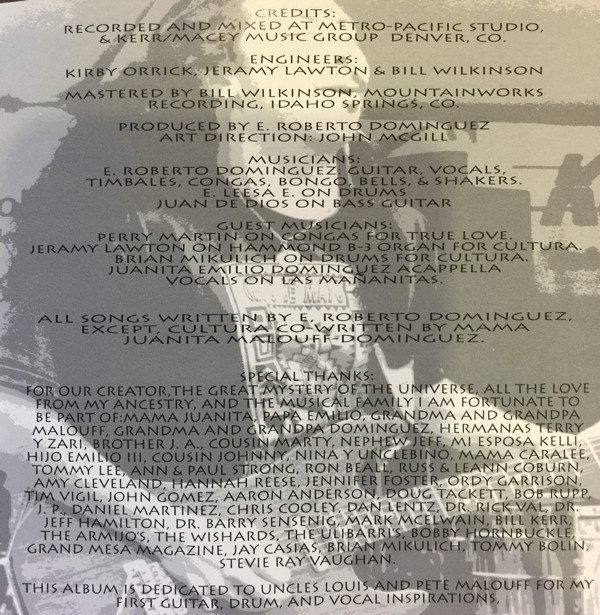 CREDITS:
RECORDED AND MIXED AT METRO-PACIFIC STUDIO,
& KERR/MACEY MUSIC GROUP DENVER, CO.
ENGINEERS:
KIRBY ORRICK, JERAMY LAWTON & BILL WILKINSON
MASTERED BY BILL WILKINSON, MOUNTAINWORKS
RECORDING, IDAHO SPRINGS, CO.
PRODUCED BY E. ROBERTO DOMINGUEZ
ART DIRECTION: JOHN MCGILL
MUSICIANS:
E. ROBERTO DOMINGUEZ GUITAR, VOCALS,
TIMBALES, CONGAS, BONGO, BELLS, & SHAKERS.
E. LEESA E. ON DRUMS
JUAN DE DIOS ON BASS GUITAR
GUEST MUSICIANS:
PERRY MARTIN ON CONGAS FOR TRUE LOVE.
JERAMY LAWTON ON HAMMOND B-3 ORGAN FOR CULTURA.
BRIAN MIKULICH ON DRUMS FOR CULTURA.
JUANITA EMILIO DOMINGUEZ ACAPPELLA
VOCALS ON LAS MAÑANITAS.
ALL SONGS WRITTEN BY E. ROBERTO DOMINGUEZ,
EXCEPT, CULTURA CO-WRITTEN BY MAMA
JUANITA MALOUFF-DOMINGUEZ.
SPECIAL THANKS:
FOR OUR CREATOR,THE GREAT MYSTERY OF THE UNIVERSE, ALL THE LOVE
FROM MY ANCESTRY, AND THE MUSICAL FAMILY I AM FORTUNATE TO
BE PART OF:AMA JUANITA, PAPA EMILIO, GRANDMA AND GRANDPA
MALOUFF, GRANDMA AND GRANDPA DOMINGUEZ, HERMANAS TERRY
Y ZARI, BROTHER J. A., COUSIN MARTY, NEPHEW JEFF, MI ESPOSA KELLI,
HIJO EMILIO III, COUSIN JOHNNY, NINA Y UNCLEBINO, MAMA CARALEE,
TOMMY LEE, ANN & PAUL STRONG, RON BEALL, RUSS & LEANN COBURN,
AMY CLEVELAND, HANNAH REESE, JENNIFER FOSTER, ORDY GARRISON,
TIM VIGIL, JOHN GOMEZ, AARON ANDERSON, DOUG TACKETT, BOB RUPP,
J. P., DANIEL MARTINEZ, CHRIS COOLEY, DAN LENTZ, DR. RICK VAL, DR.
JEFF HAMILTON, DR. BARRY SENSENIG, MARK MCELWAIN, BILL KERR,
THE ARMIJO'S, THE WISHARDS, THE ULIBARRI'S, BOBBY HORNBUCKLE,
GRAND MESA MAGAZINE, JAY CASIAS, BRIAN MIKULICH, TOMMY BOLIN,
STEVIE RAY VAUGHAN.
THIS ALBUM IS DEDICATED TO UNCLES LOUIS AND PETE MALOUFF FOR MY
FIRST GUITAR, DRUM, AND VOCAL INSPIRATIONS.